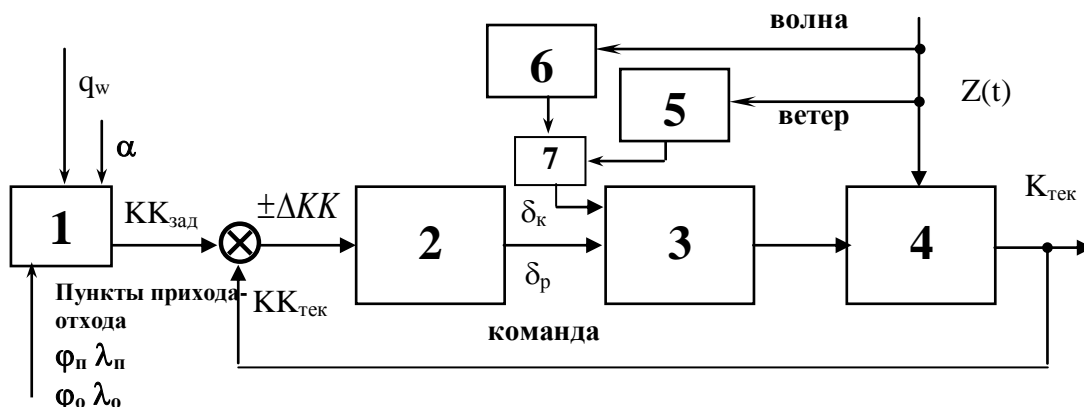 волна
6
q_w
5
Z(t)
ветер
α
7
K_тек
KK_зад
±ΔKK
δ_к
1
2
3
4
δ_р
Пункты прихода-
отхода
KK_тек
команда
φ_п λ_п
φ_о λ_о